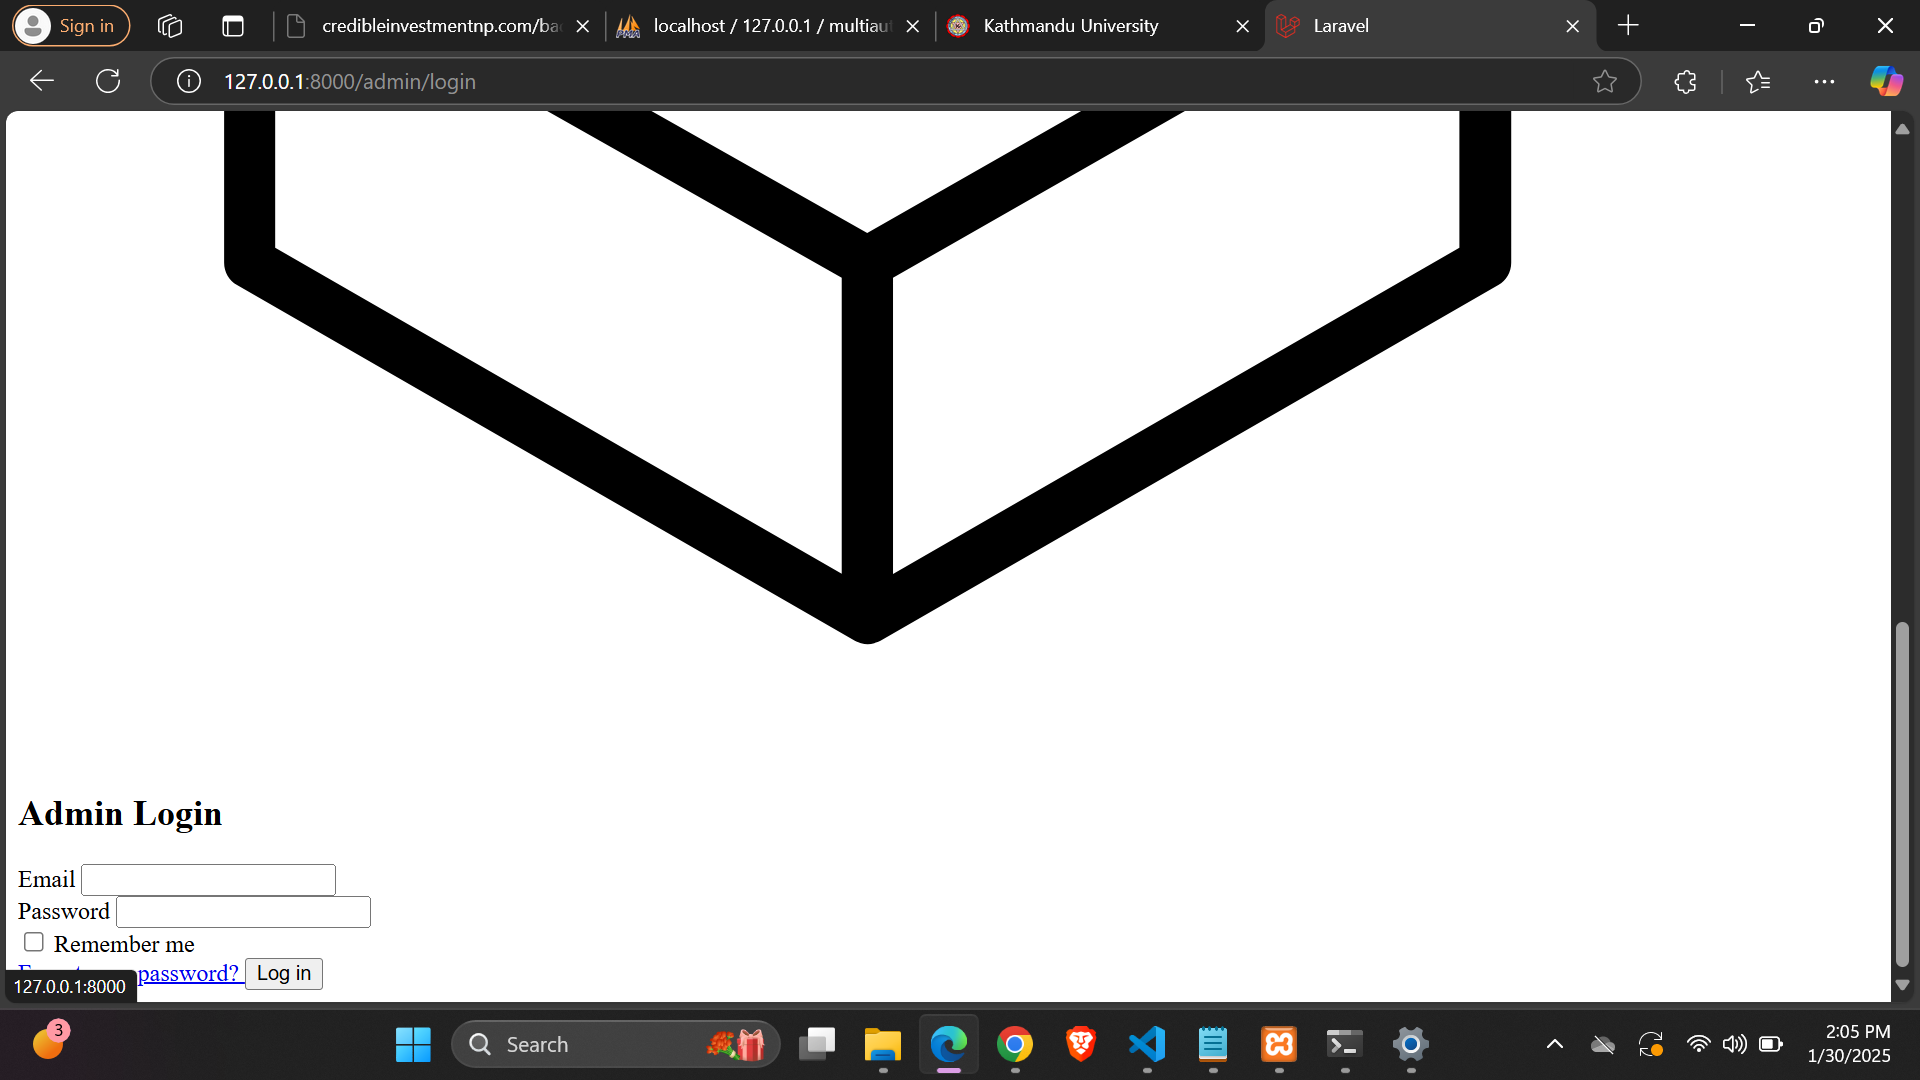 Sign in
credibleinvestmentnp.com/ba
localhost / 127.0.0.1 / multiaut
Kathmandu University
Laravel
127.0.0.1:8000/admin/login
Admin Login
Email
Password
Remember me
password?
Log in
127.0.0.1:8000
3
Search
2:05 PM
1/30/2025